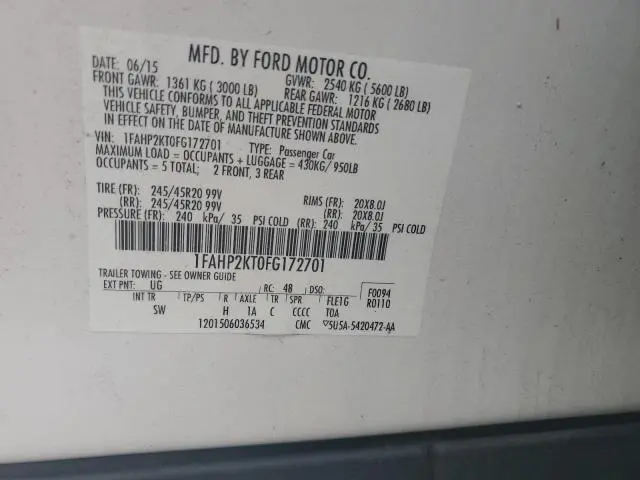 MFD. BY FORD MOTOR CO.
DATE: 06/15 GVWR: 2540 KG ( 5600 LB)
FRONT GAWR: 1361 KG ( 3000 LB) REAR GAWR: 1216 KG ( 2680 LB)
THIS VEHICLE CONFORMS TO ALL APPLICABLE FEDERAL MOTOR
VEHICLE SAFETY, BUMPER, AND THEFT PREVENTION STANDARDS
IN EFFECT ON THE DATE OF MANUFACTURE SHOWN ABOVE.
VIN: 1FAHP2KT0FG172701 TYPE: Passenger Car
MAXIMUM LOAD = OCCUPANTS + LUGGAGE = 430KG/ 950LB
OCCUPANTS = 5 TOTAL; 2 FRONT, 3 REAR
TIRE (FR): 245/45R20 99V RIMS (FR): 20X8.0J
(RR): 245/45R20 99V (RR): 20X8.0J
PRESSURE (FR): 240 kPa/ 35 PSI COLD (RR): 240 kPa/ 35 PSI COLD
1FAHP2KT0FG172701
TRAILER TOWING - SEE OWNER GUIDE
EXT PNT: UG RC: 48 DSO: F0094
R0110
INT TR TP/PS R AXLE TR SPR FLE1G
SW H 1A C CCCC TOA
1201506036534 CMC ▽5U5A-5420472-AA